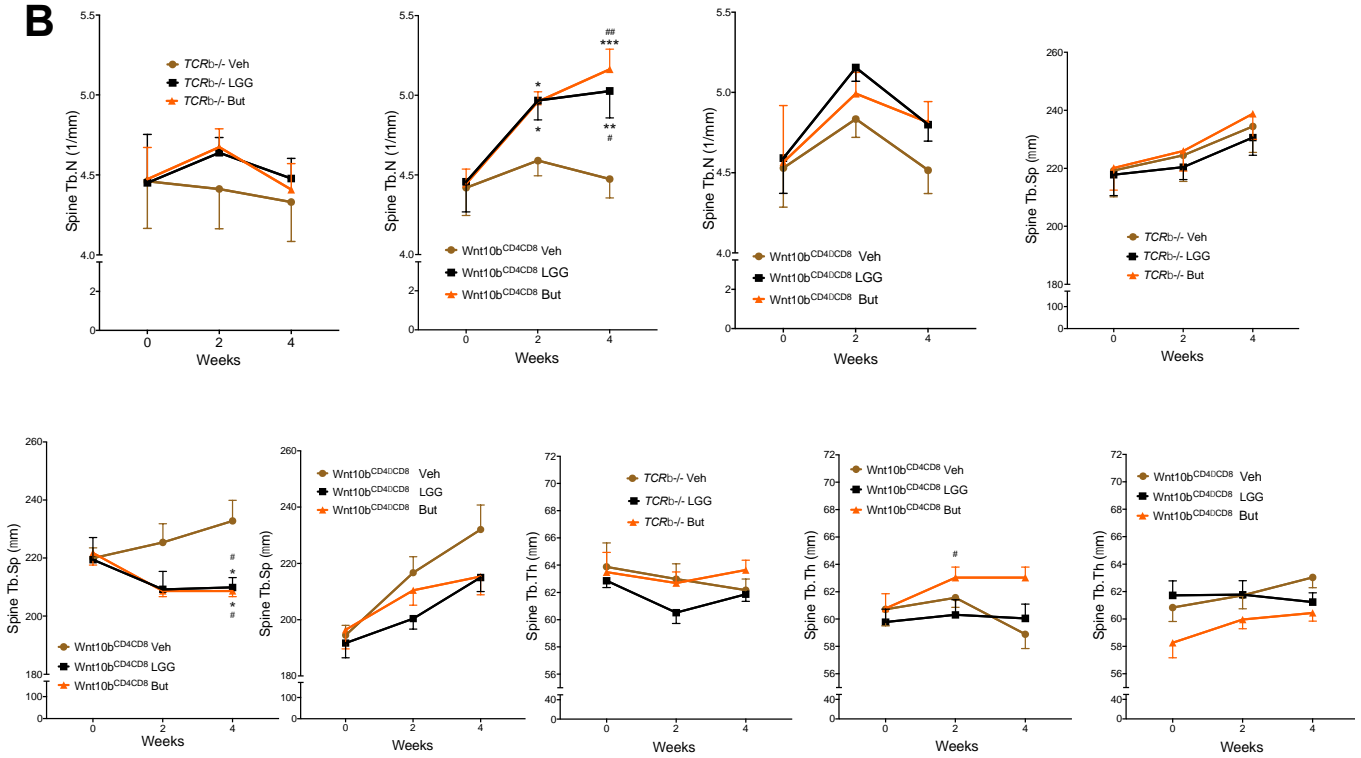 B
5.5
5.0
4.5
4.0
2
0
Spine Tb.N (1/mm)
TCRb-/- Veh
TCRb-/- LGG
TCRb-/- But
0 2 4
Weeks
5.5
5.0
4.5
4.0
2
0
Spine Tb.N (1/mm)
##
***
*
*
**
#
Wnt10bCD4CD8 Veh
Wnt10bCD4CD8 LGG
Wnt10bCD4CD8 But
0 2 4
Weeks
5.5
5.0
4.5
4.0
2
0
Spine Tb.N (1/mm)
Wnt10bCD4DCD8 Veh
Wnt10bCD4DCD8 LGG
Wnt10bCD4DCD8 But
0 2 4
Weeks
260
240
220
200
180
100
0
Spine Tb.Sp (mm)
TCRb-/- Veh
TCRb-/- LGG
TCRb-/- But
0 2 4
Weeks
260
240
220
200
180
100
0
Spine Tb.Sp (mm)
#
*
*
#
Wnt10bCD4CD8 Veh
Wnt10bCD4CD8 LGG
Wnt10bCD4CD8 But
0 2 4
Weeks
260
240
220
200
180
100
0
Spine Tb.Sp (mm)
Wnt10bCD4DCD8 Veh
Wnt10bCD4DCD8 LGG
Wnt10bCD4DCD8 But
0 2 4
Weeks
72
70
68
66
64
62
60
58
56
40
20
0
Spine Tb.Th (mm)
TCRb-/- Veh
TCRb-/- LGG
TCRb-/- But
0 2 4
Weeks
72
70
68
66
64
62
60
58
56
40
20
0
Spine Tb.Th (mm)
Wnt10bCD4CD8 Veh
Wnt10bCD4CD8 LGG
Wnt10bCD4CD8 But
#
0 2 4
Weeks
72
70
68
66
64
62
60
58
56
40
20
0
Spine Tb.Th (mm)
Wnt10bCD4DCD8 Veh
Wnt10bCD4DCD8 LGG
Wnt10bCD4DCD8 But
0 2 4
Weeks